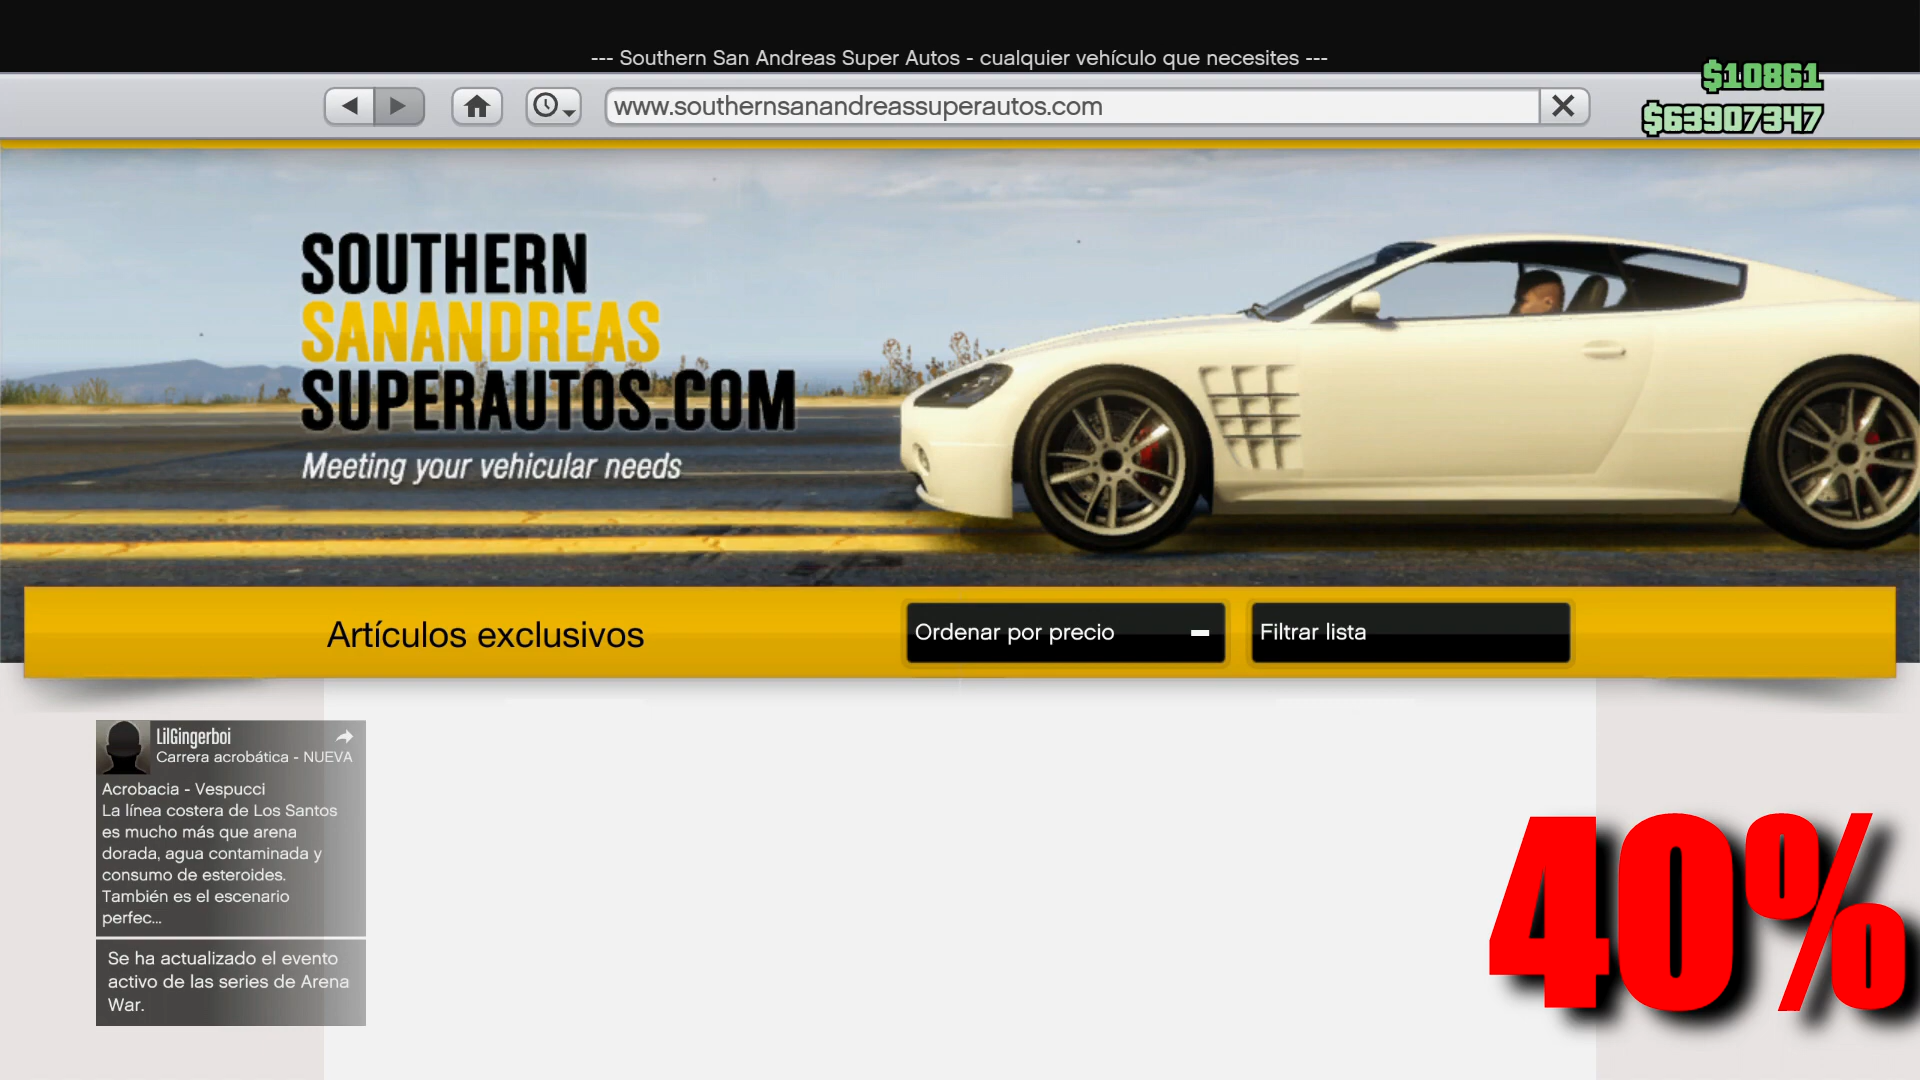 --- Southern San Andreas Super Autos - cualquier vehículo que necesites ---
$10861
www.southernsanandreassuperautos.com
$63907347
SOUTHERN
SANANDREAS
SUPERAUTOS.COM
Meeting your vehicular needs
Artículos exclusivos
Ordenar por precio
Filtrar lista
LilGingerboi
Carrera acrobática - NUEVA
Acrobacia - Vespucci
La línea costera de Los Santos
es mucho más que arena
dorada, agua contaminada y
consumo de esteroides.
También es el escenario
perfec...
Se ha actualizado el evento
activo de las series de Arena
War.
40%